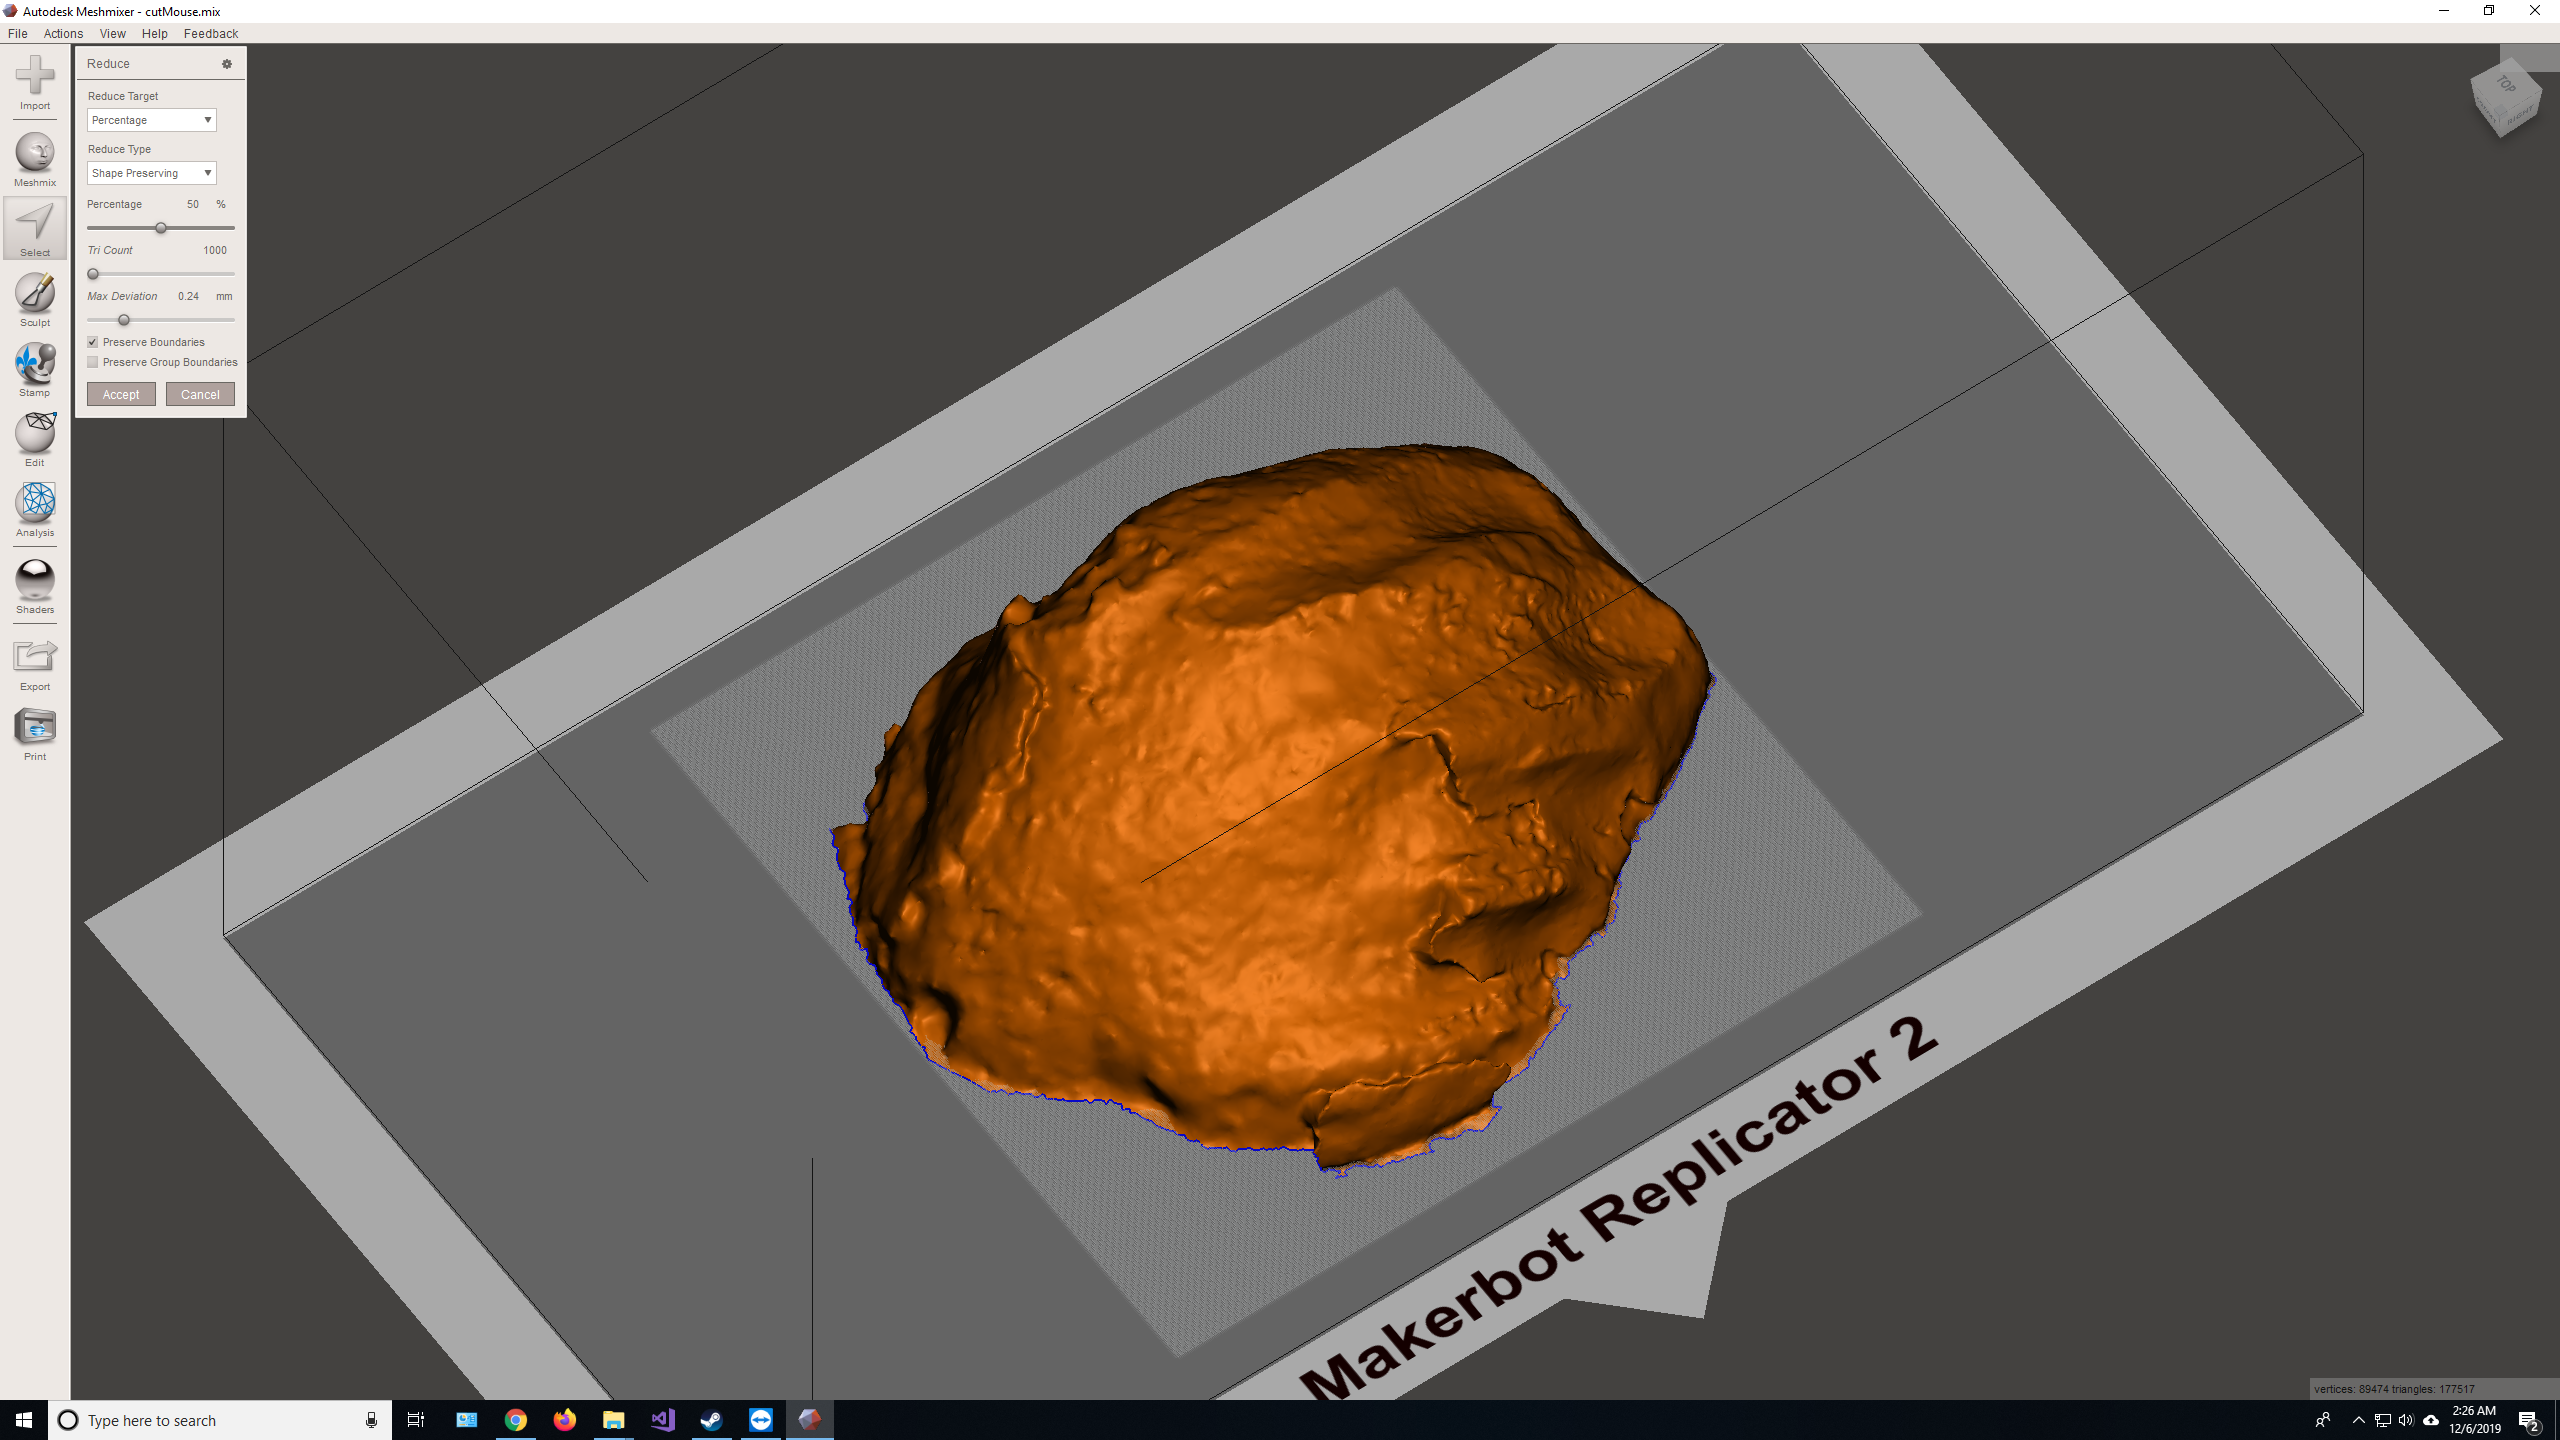 Autodesk Meshmixer - cutMouse.mix
File Actions View Help Feedback
Import
Meshmix
Select
Sculpt
Stamp
Edit
Analysis
Shaders
Export
Print
Reduce
Reduce Target
Percentage
Reduce Type
Shape Preserving
Percentage 50 %
Tri Count 1000
Max Deviation 0.24 mm
Preserve Boundaries
Preserve Group Boundaries
Accept Cancel
TOP
RIGHT
Makerbot Replicator 2
vertices: 89474 triangles: 177517
Type here to search
2:26 AM
12/6/2019
2